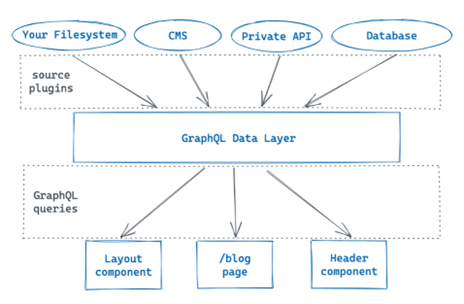 Your Filesystem
CMS
Private API
Database
source
plugins
GraphQL Data Layer
GraphQL
queries
Layout
component
/blog
page
Header
component